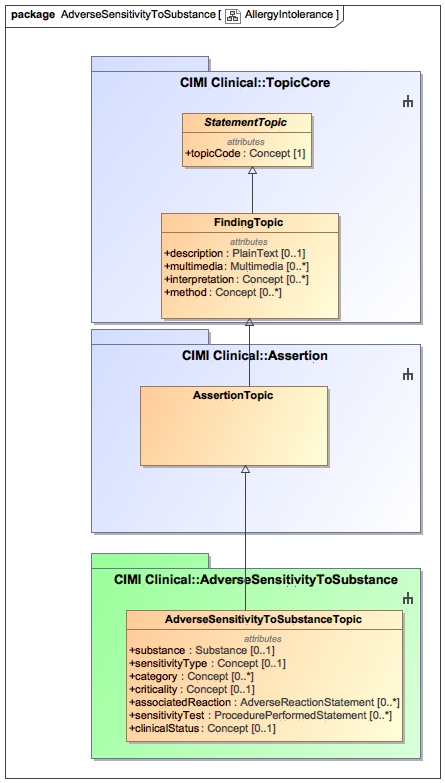 package AdverseSensitivityToSubstance [ AllergyIntolerance ]
CIMI Clinical::TopicCore
StatementTopic
attributes
+topicCode : Concept [1]
FindingTopic
attributes
+description : PlainText [0..1]
+multimedia : Multimedia [0..*]
+interpretation : Concept [0..*]
+method : Concept [0..*]
CIMI Clinical::Assertion
AssertionTopic
CIMI Clinical::AdverseSensitivityToSubstance
AdverseSensitivityToSubstanceTopic
attributes
+substance : Substance [0..1]
+sensitivityType : Concept [0..1]
+category : Concept [0..*]
+criticality : Concept [0..1]
+associatedReaction : AdverseReactionStatement [0..*]
+sensitivityTest : ProcedurePerformedStatement [0..*]
+clinicalStatus : Concept [0..1]